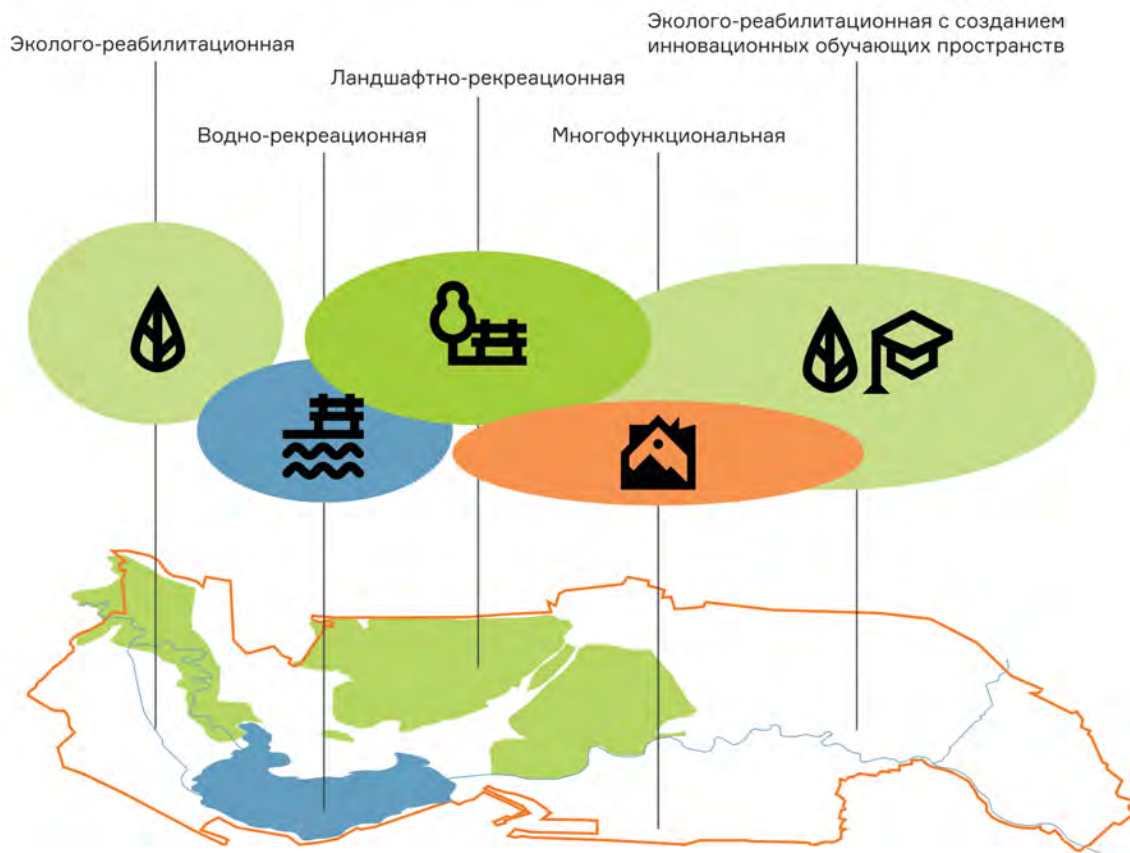 Эколого-реабилитационная с созданием
инновационных обучающих пространств
Эколого-реабилитационная
Ландшафтно-рекреационная
Водно-рекреационная
Многофункциональная